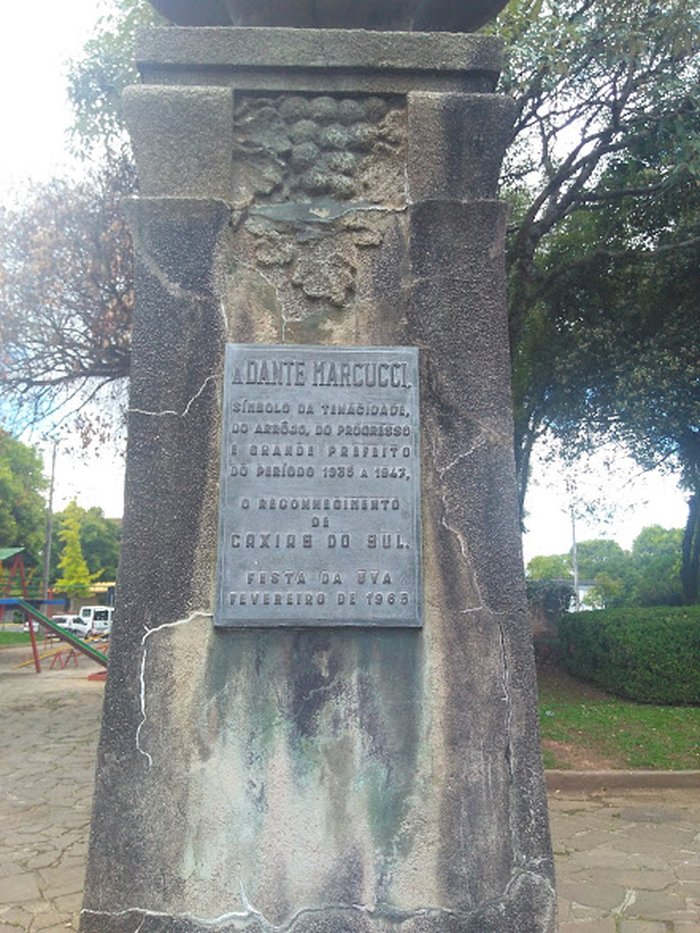 A DANTE MARCUCCI,
SÍMBOLO DA TENACIDADE,
DO ARRÔJO, DO PROGRESSO
E GRANDE PREFEITO
DO PERÍODO 1935 A 1947,
O RECONHECIMENTO
DE
CAXIAS DO SUL.
FESTA DA UVA
FEVEREIRO DE 1965